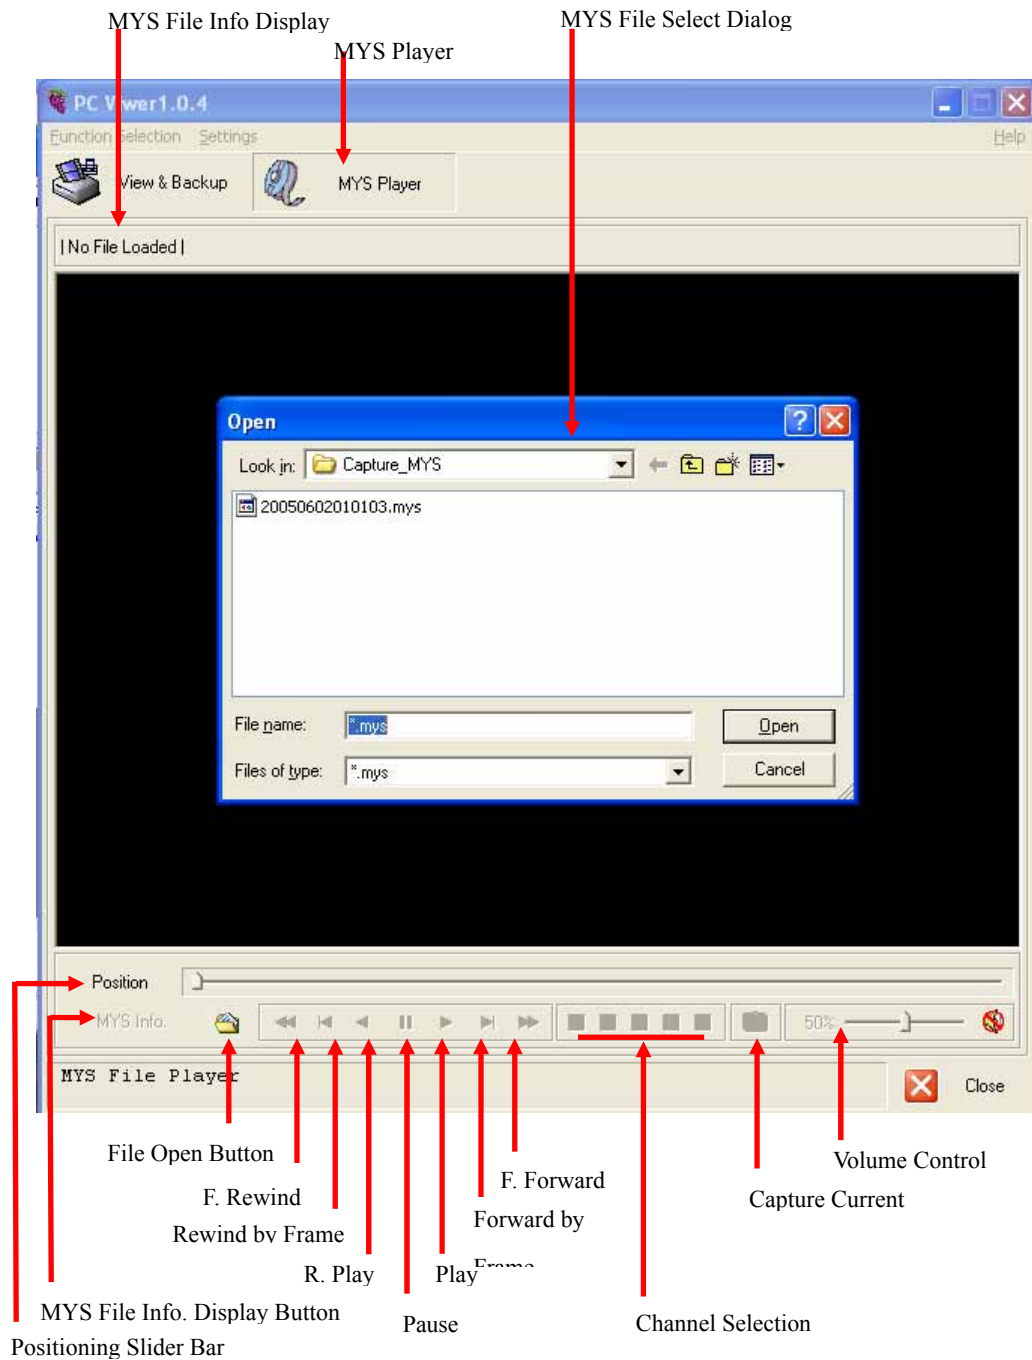 MYS File Info Display
MYS File Select Dialog
MYS Player
PC Viwer1.0.4
Function Selection Settings Help
View & Backup MYS Player
| No File Loaded |
Open
Look in: Capture_MYS
20050602010103.mys
File name: *.mys Open
Files of type: *.mys Cancel
Position
MYS Info. 50%
MYS File Player Close
File Open Button
Volume Control
F. Rewind
F. Forward
Capture Current
Rewind by Frame
Forward by
Frame
R. Play
Play
MYS File Info. Display Button
Pause
Channel Selection
Positioning Slider Bar